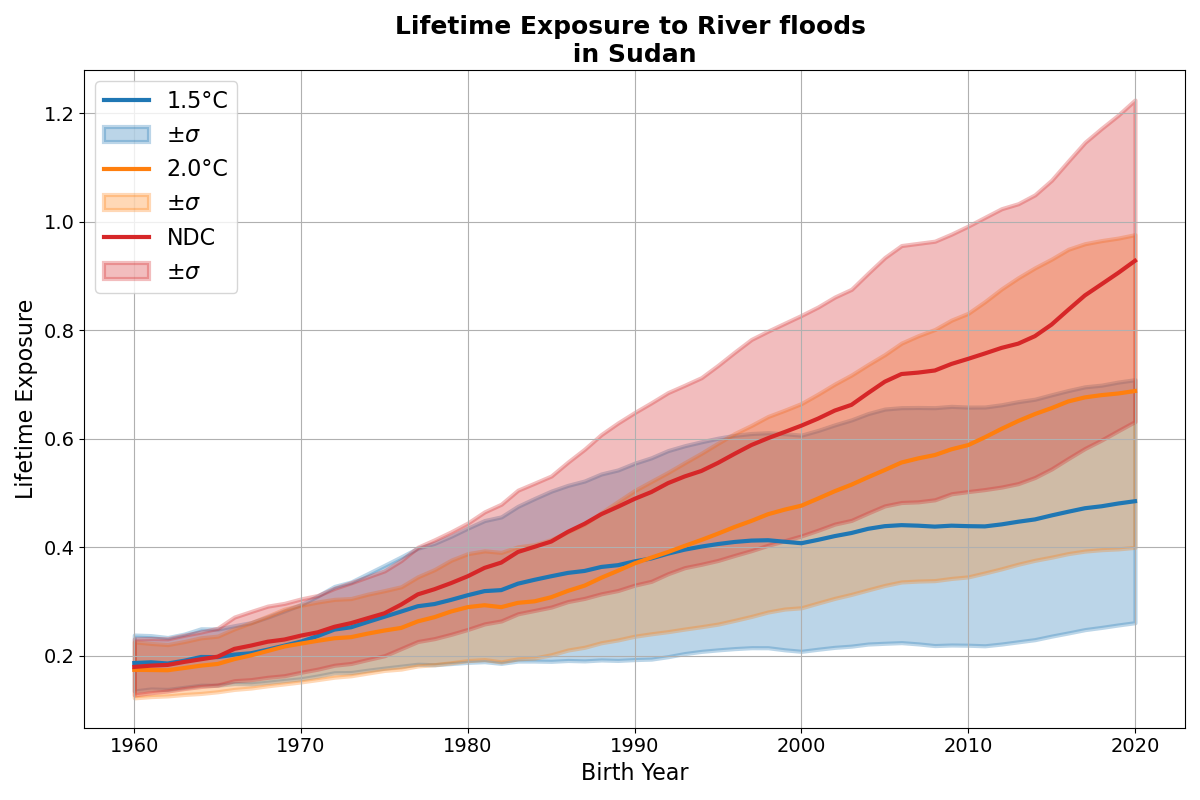 Lifetime Exposure to River floods
in Sudan
1.5°C
±σ
2.0°C
±σ
NDC
±σ
Lifetime Exposure
1.2
1.0
0.8
0.6
0.4
0.2
1960 1970 1980 1990 2000 2010 2020
Birth Year